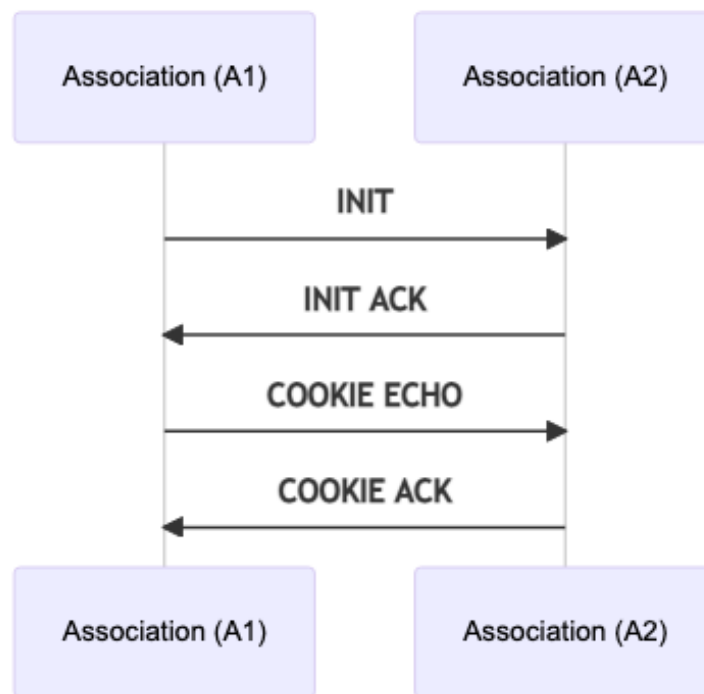 Association (A1)
Association (A2)
INIT
INIT ACK
COOKIE ECHO
COOKIE ACK
Association (A1)
Association (A2)